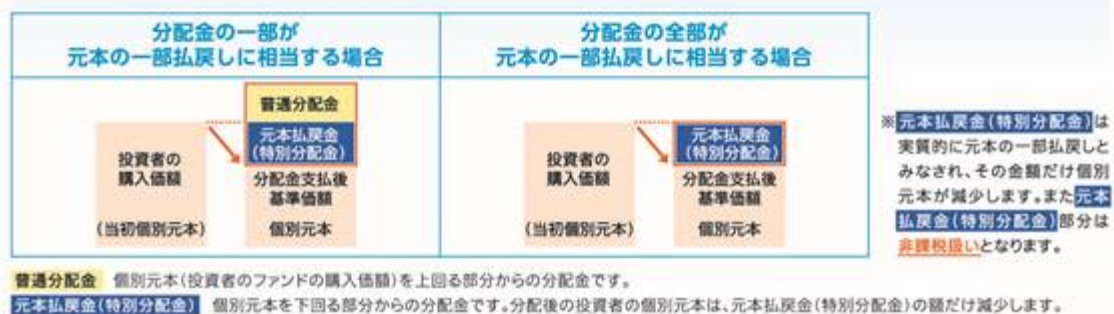 分配金の一部が
元本の一部払戻しに相当する場合
分配金の全部が
元本の一部払戻しに相当する場合
普通分配金
元本払戻金
(特別分配金)
投資者の
購入価額
(当初個別元本)
分配金支払後
基準価額
個別元本
元本払戻金
(特別分配金)
投資者の
購入価額
(当初個別元本)
分配金支払後
基準価額
個別元本
※元本払戻金(特別分配金)は
実質的に元本の一部払戻しと
みなされ、その金額だけ個別
元本が減少します。また元本
払戻金(特別分配金)部分は
非課税扱いとなります。
普通分配金 個別元本(投資者のファンドの購入価額)を上回る部分からの分配金です。
元本払戻金(特別分配金) 個別元本を下回る部分からの分配金です。分配後の投資者の個別元本は、元本払戻金(特別分配金)の額だけ減少します。